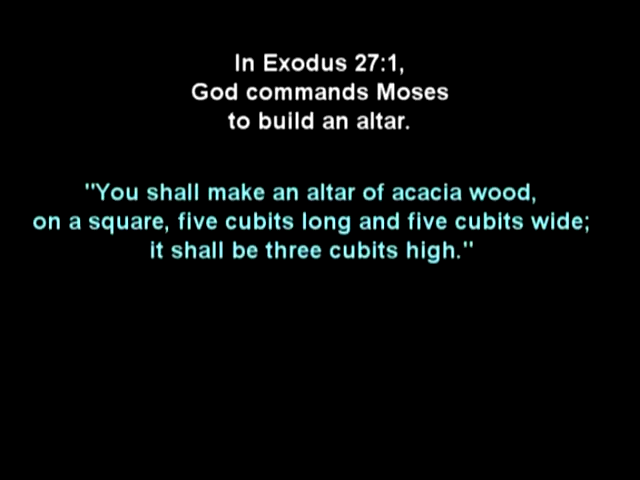 In Exodus 27:1,
God commands Moses
to build an altar.
"You shall make an altar of acacia wood,
on a square, five cubits long and five cubits wide;
it shall be three cubits high."